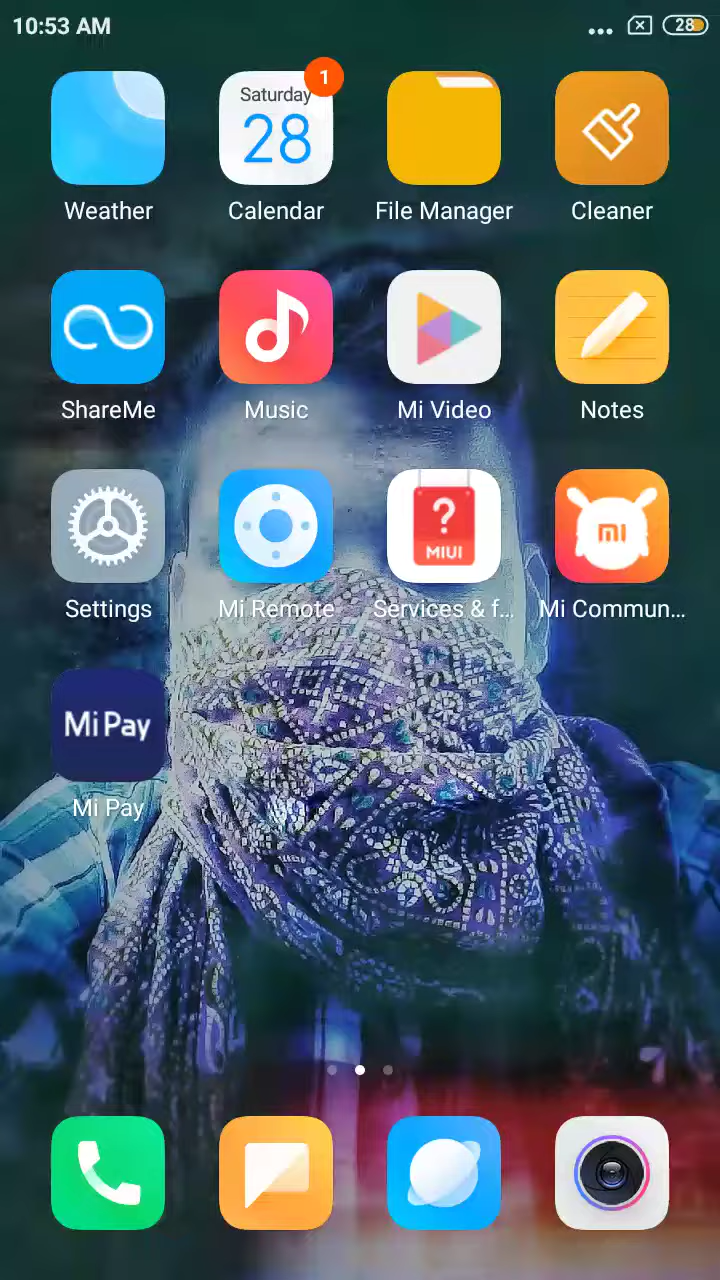 10:53 AM
28
1
Saturday
28
Weather
Calendar
File Manager
Cleaner
ShareMe
Music
Mi Video
Notes
?
MIUI
mi
Settings
Mi Remote
Services & f...
Mi Commun...
Mi Pay
Mi Pay